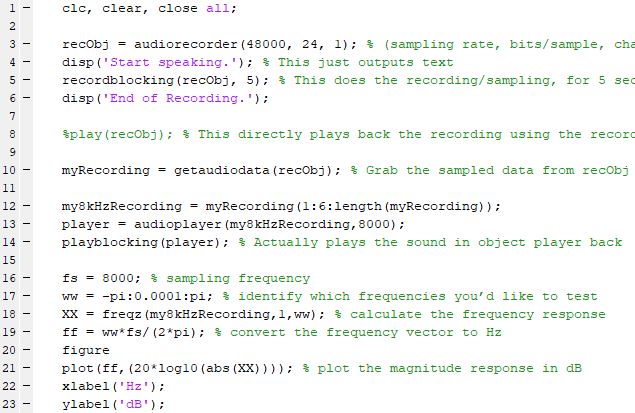 1 - clc, clear, close all;
2
3 - recObj = audiorecorder(48000, 24, 1); % (sampling rate, bits/sample,
4 - disp('Start speaking.'); % This just outputs text
5 - recordblocking(recObj, 5); % This does the recording/sampling, for 5
6 - disp('End of Recording.');
7
8 %play(recObj); % This directly plays back the recording using the
9
10 - myRecording = getaudiodata(recObj); % Grab the sampled data from recObj
11
12 - my8kHzRecording = myRecording(1:6:length(myRecording));
13 - player = audioplayer(my8kHzRecording,8000);
14 - playblocking(player); % Actually plays the sound in object player back
15
16 - fs = 8000; % sampling frequency
17 - ww = -pi:0.0001:pi; % identify which frequencies you'd like to test
18 - XX = freqz(my8kHzRecording,1,ww); % calculate the frequency response
19 - ff = ww*fs/(2*pi); % convert the frequency vector to Hz
20 - figure
21 - plot(ff,(20*log10(abs(XX)))); % plot the magnitude response in dB
22 - xlabel('Hz');
23 - ylabel('dB');